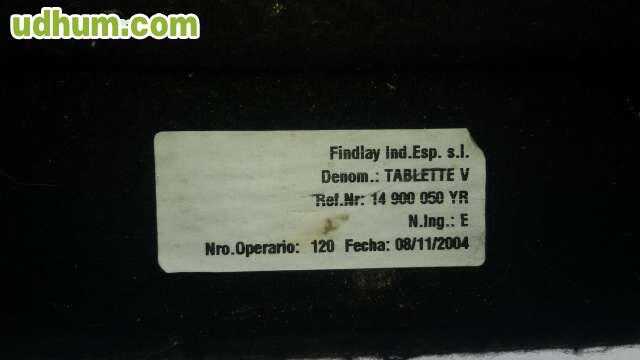 udhum.com
Findlay Ind.Esp. s.l.
Denom.: TABLETTE V
Ref.Nr: 14 900 050 YR
N.Ing.: E
Nro.Operario: 120 Fecha: 08/11/2004